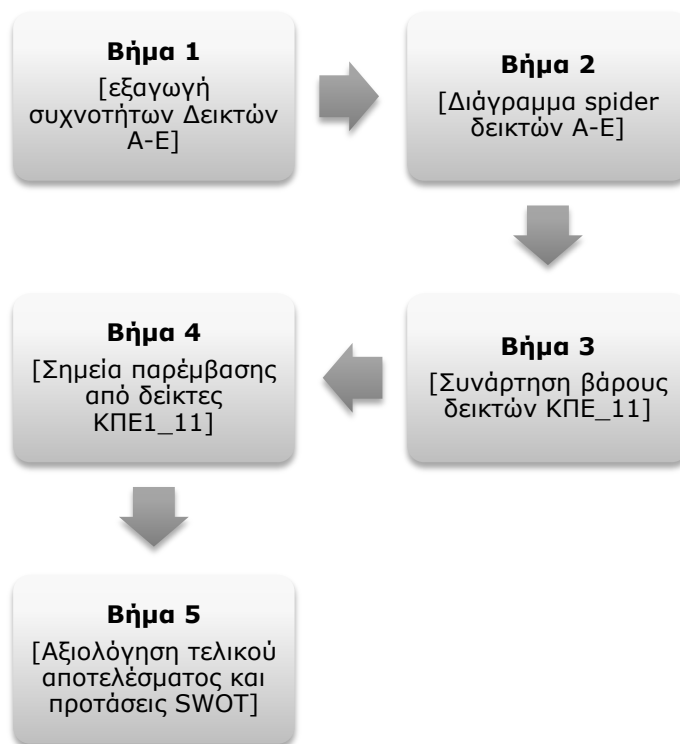 Βήμα 1
[εξαγωγή
συχνοτήτων Δεικτών
Α-Ε]
Βήμα 2
[Διάγραμμα spider
δεικτών Α-Ε]
Βήμα 3
[Συνάρτηση βάρους
δεικτών ΚΠΕ_11]
Βήμα 4
[Σημεία παρέμβασης
από δείκτες
ΚΠΕ1_11]
Βήμα 5
[Αξιολόγηση τελικού
αποτελέσματος και
προτάσεις SWOT]